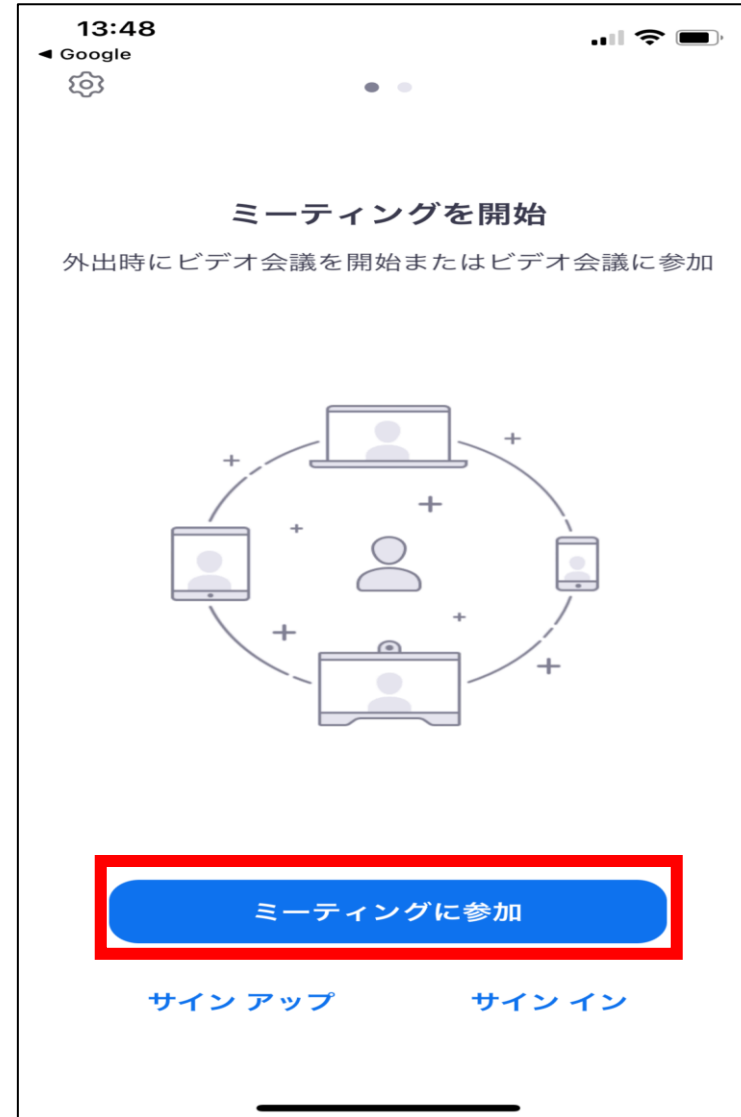 13:48
◀ Google
ミーティングを開始
外出時にビデオ会議を開始またはビデオ会議に参加
ミーティングに参加
サイン アップ
サイン イン